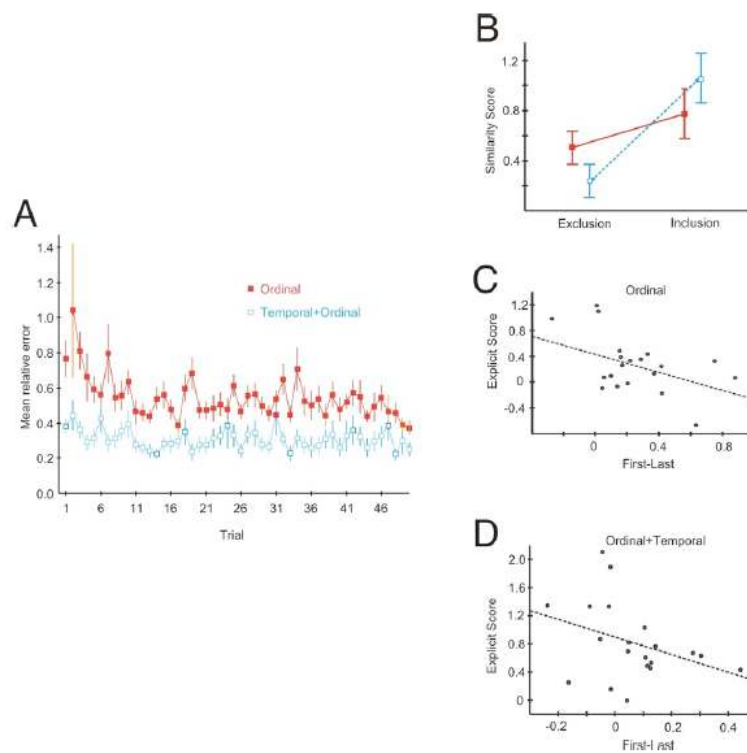 B
1.2
0.8
0.4
Similarity Score
Exclusion Inclusion
A
1.4
1.2
1.0
0.8
0.6
0.4
0.2
0.0
Mean relative error
Ordinal
Temporal+Ordinal
1 6 11 16 21 26 31 36 41 46
Trial
C
Ordinal
1.2
0.8
0.4
0
-0.4
Explicit Score
0 0.4 0.8
First-Last
D
Ordinal+Temporal
2.0
1.6
1.2
0.8
0.4
0
Explicit Score
-0.2 0 0.2 0.4
First-Last